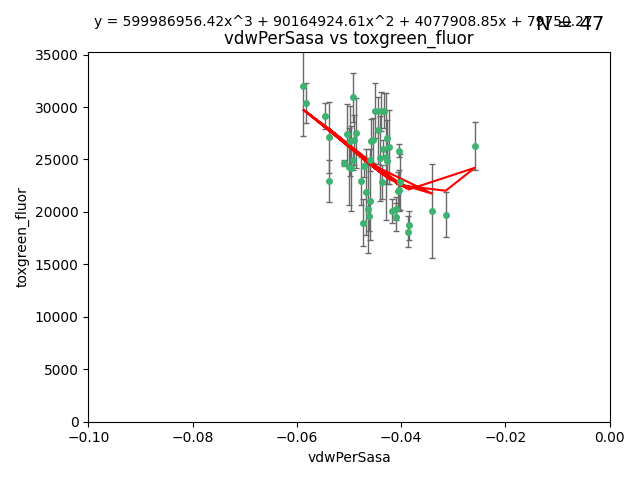 y = 599986956.42x^3 + 90164924.61x^2 + 4077908.85x +
N = 47
vdwPerSasa vs toxgreen_fluor
35000
30000
25000
20000
15000
10000
5000
0
toxgreen_fluor
−0.10
−0.08
−0.06
−0.04
−0.02
0.00
vdwPerSasa